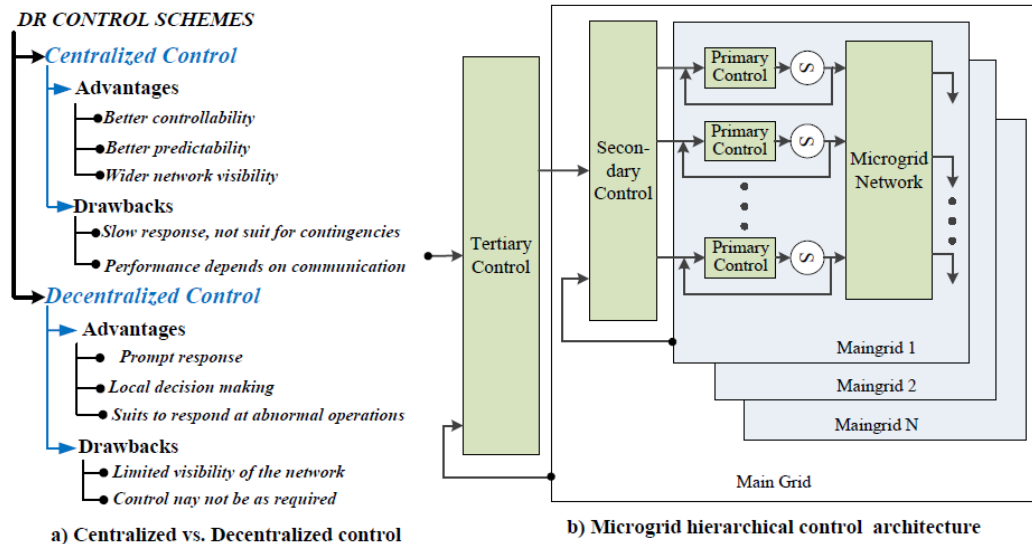 DR CONTROL SCHEMES
Centralized Control
Advantages
Better controllability
Better predictability
Wider network visibility
Drawbacks
Slow response, not suit for contingencies
Performance depends on communication
Decentralized Control
Advantages
Prompt response
Local decision making
Suits to respond at abnormal operations
Drawbacks
Limited visibility of the network
Control nay not be as required
a) Centralized vs. Decentralized control
Tertiary
Control
Secon-
dary
Control
Primary
Control
S
Primary
Control
S
Primary
Control
S
Microgrid
Network
Maingrid 1
Maingrid 2
Maingrid N
Main Grid
b) Microgrid hierarchical control architecture